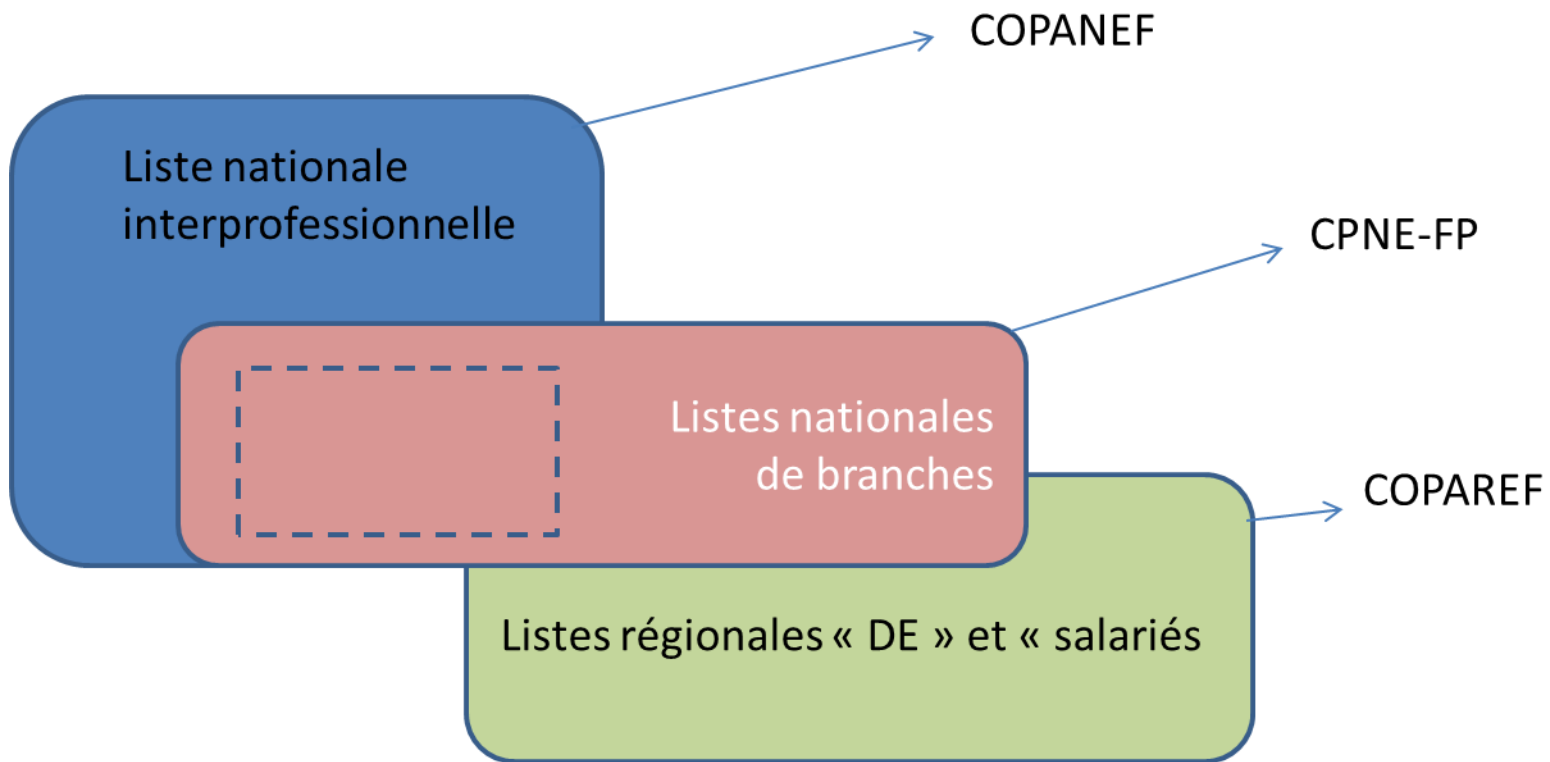 COPANEF
Liste nationale
interprofessionnelle
CPNE-FP
Listes nationales
de branches
COPAREF
Listes régionales « DE » et « salariés